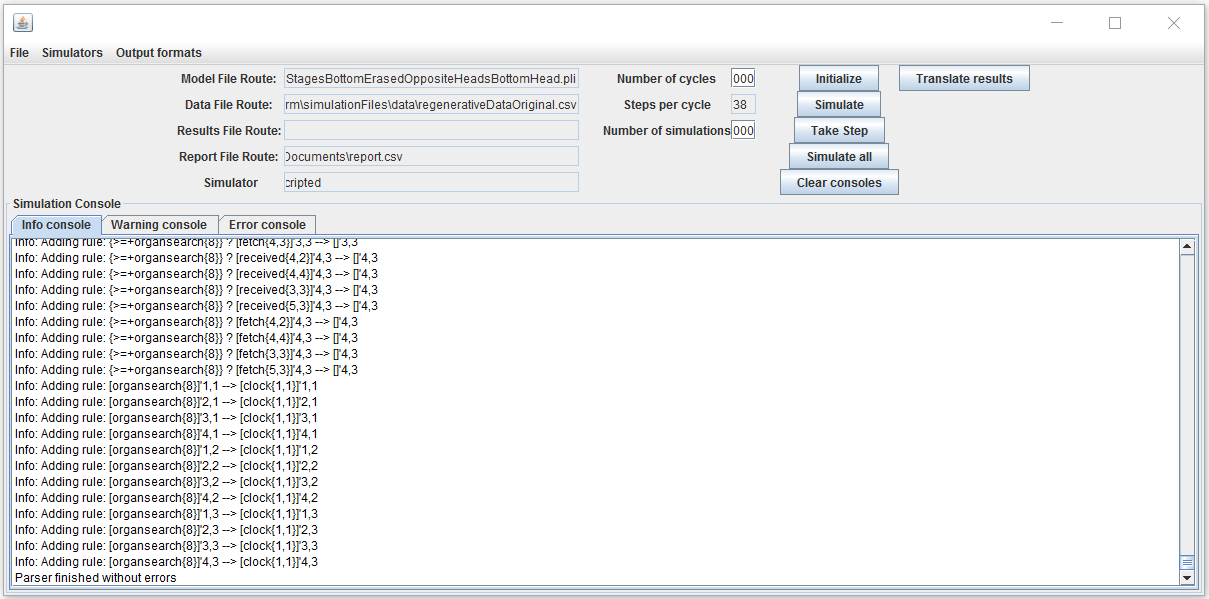 File Simulators Output formats
Model File Route: StagesBottomErasedOppositeHeadsBottomHead.pli Number of cycles 000 Initialize Translate results
Data File Route: rm\simulationFiles\data\regenerativeDataOriginal.csv Steps per cycle 38 Simulate
Results File Route: Number of simulations 000 Take Step
Report File Route: Documents\report.csv Simulate all
Simulator cripted Clear consoles
Simulation Console
Info console Warning console Error console
Info: Adding rule: {>=+organsearch{8}} ? [fetch{4,3}]'3,3 --> []'3,3
Info: Adding rule: {>=+organsearch{8}} ? [received{4,2}]'4,3 --> []'4,3
Info: Adding rule: {>=+organsearch{8}} ? [received{4,4}]'4,3 --> []'4,3
Info: Adding rule: {>=+organsearch{8}} ? [received{3,3}]'4,3 --> []'4,3
Info: Adding rule: {>=+organsearch{8}} ? [received{5,3}]'4,3 --> []'4,3
Info: Adding rule: {>=+organsearch{8}} ? [fetch{4,2}]'4,3 --> []'4,3
Info: Adding rule: {>=+organsearch{8}} ? [fetch{4,4}]'4,3 --> []'4,3
Info: Adding rule: {>=+organsearch{8}} ? [fetch{3,3}]'4,3 --> []'4,3
Info: Adding rule: {>=+organsearch{8}} ? [fetch{5,3}]'4,3 --> []'4,3
Info: Adding rule: [organsearch{8}]'1,1 --> [clock{1,1}]'1,1
Info: Adding rule: [organsearch{8}]'2,1 --> [clock{1,1}]'2,1
Info: Adding rule: [organsearch{8}]'3,1 --> [clock{1,1}]'3,1
Info: Adding rule: [organsearch{8}]'4,1 --> [clock{1,1}]'4,1
Info: Adding rule: [organsearch{8}]'1,2 --> [clock{1,1}]'1,2
Info: Adding rule: [organsearch{8}]'2,2 --> [clock{1,1}]'2,2
Info: Adding rule: [organsearch{8}]'3,2 --> [clock{1,1}]'3,2
Info: Adding rule: [organsearch{8}]'4,2 --> [clock{1,1}]'4,2
Info: Adding rule: [organsearch{8}]'1,3 --> [clock{1,1}]'1,3
Info: Adding rule: [organsearch{8}]'2,3 --> [clock{1,1}]'2,3
Info: Adding rule: [organsearch{8}]'3,3 --> [clock{1,1}]'3,3
Info: Adding rule: [organsearch{8}]'4,3 --> [clock{1,1}]'4,3
Parser finished without errors